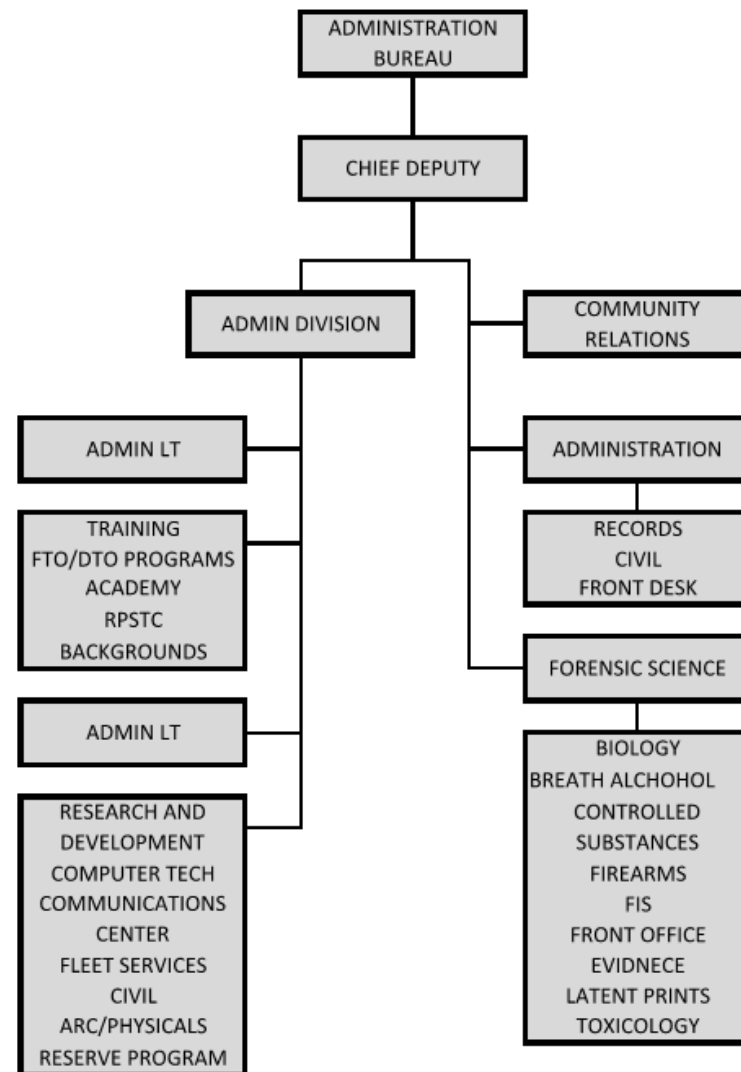 ADMINISTRATION
BUREAU
CHIEF DEPUTY
ADMIN DIVISION
ADMIN LT
TRAINING
FTO/DTO PROGRAMS
ACADEMY
RPSTC
BACKGROUNDS
ADMIN LT
RESEARCH AND
DEVELOPMENT
COMPUTER TECH
COMMUNICATIONS
CENTER
FLEET SERVICES
CIVIL
ARC/PHYSICALS
RESERVE PROGRAM
COMMUNITY
RELATIONS
ADMINISTRATION
RECORDS
CIVIL
FRONT DESK
FORENSIC SCIENCE
BIOLOGY
BREATH ALCHOHOL
CONTROLLED
SUBSTANCES
FIREARMS
FIS
FRONT OFFICE
EVIDNECE
LATENT PRINTS
TOXICOLOGY